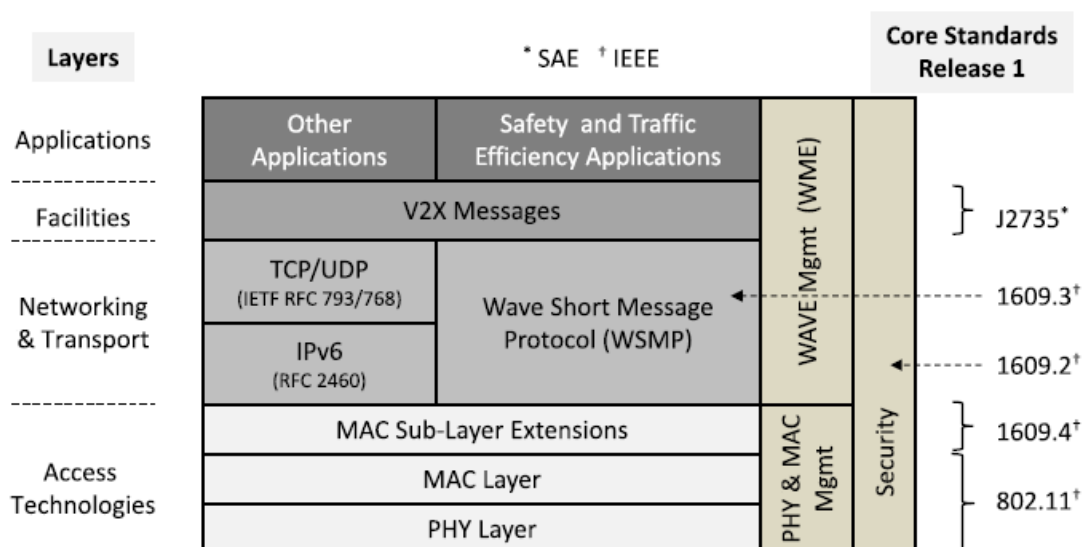 Layers
* SAE † IEEE
Core Standards
Release 1
Applications
Other
Applications
Safety and Traffic
Efficiency Applications
Facilities
V2X Messages
J2735*
Networking
& Transport
TCP/UDP
(IETF RFC 793/768)
IPv6
(RFC 2460)
Wave Short Message
Protocol (WSMP)
WAVE Mgmt (WME)
1609.3†
1609.2†
Access
Technologies
MAC Sub-Layer Extensions
MAC Layer
PHY Layer
PHY & MAC
Mgmt
Security
1609.4†
802.11†